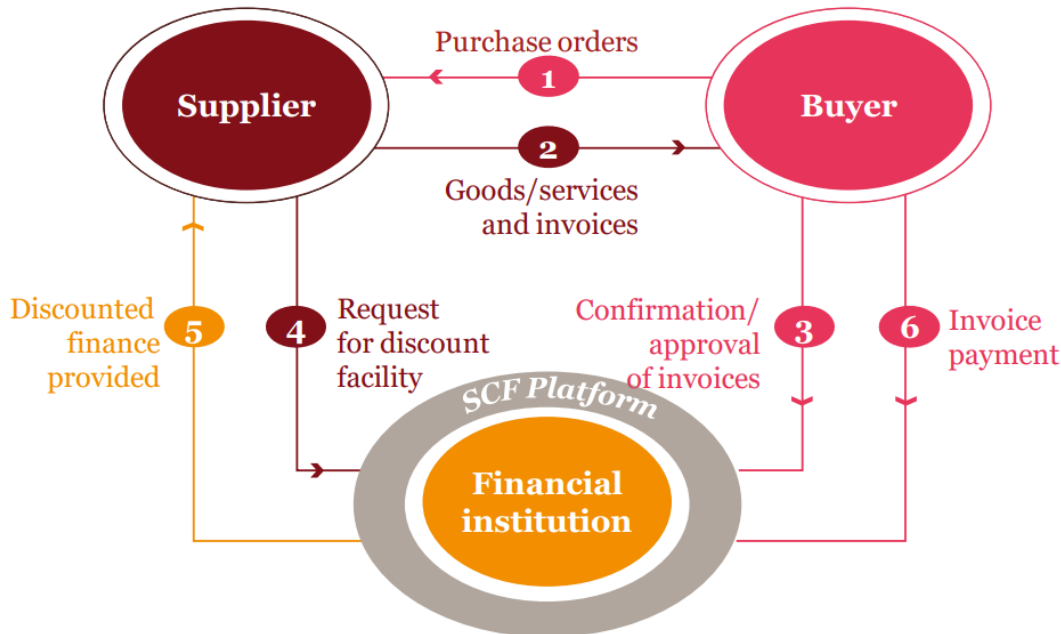 Purchase orders
1
Supplier
Buyer
2
Goods/services
and invoices
Discounted
finance
provided
5
4
Request
for discount
facility
Confirmation/
approval
of invoices
3
6
Invoice
payment
SCF Platform
Financial
institution